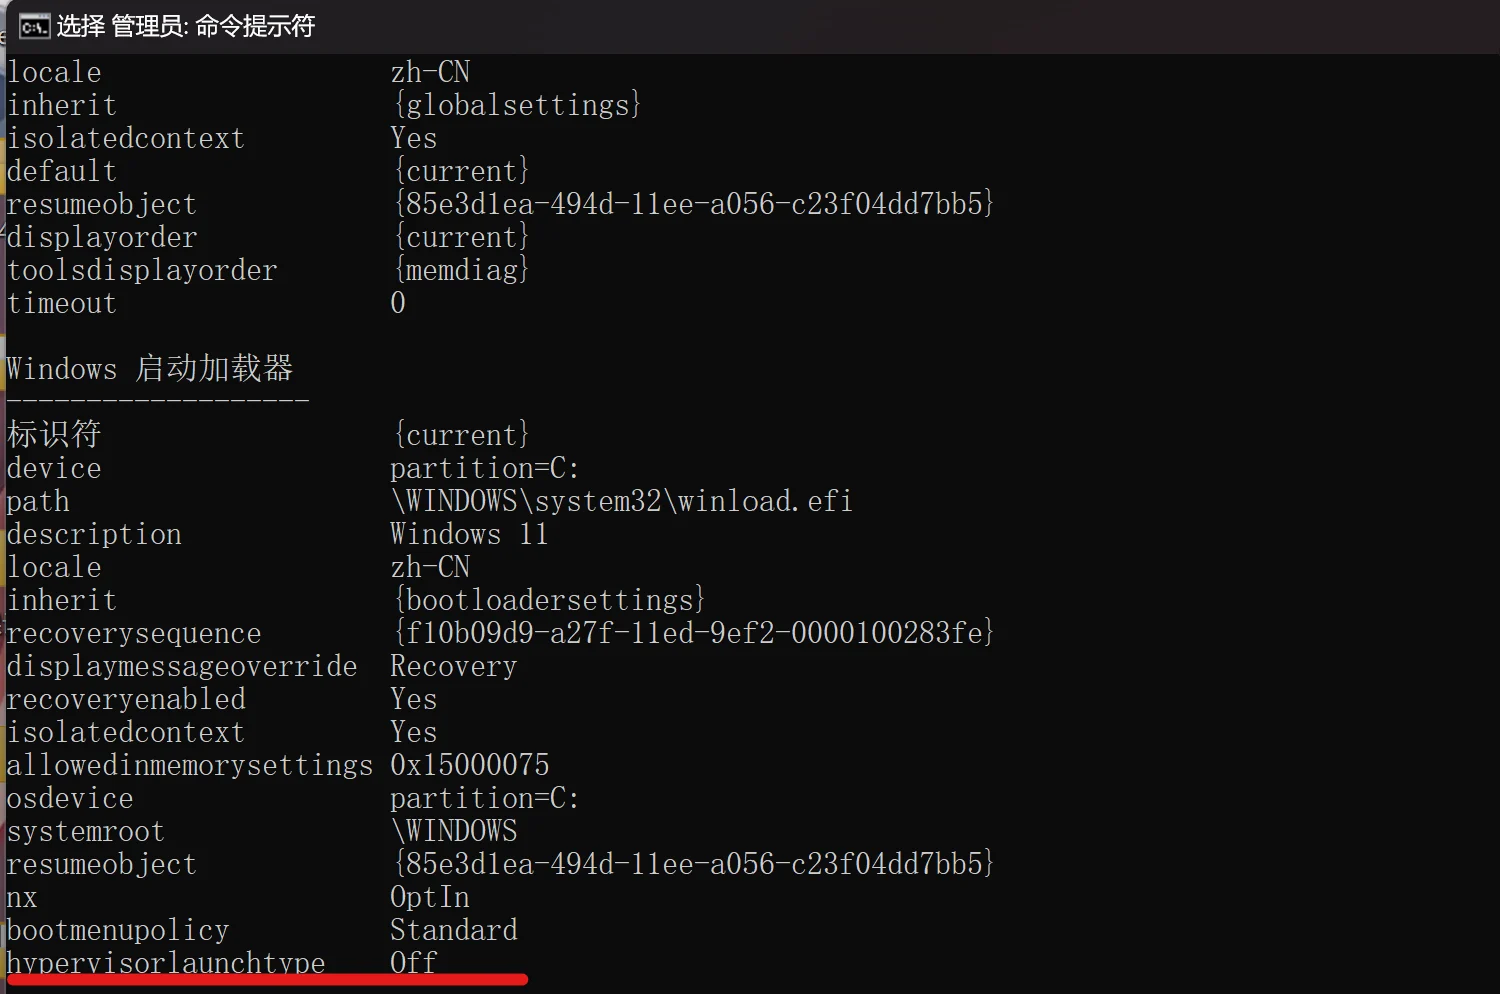 选择 管理员: 命令提示符
locale zh-CN
inherit {globalsettings}
isolatedcontext Yes
default {current}
resumeobject {85e3d1ea-494d-11ee-a056-c23f04dd7bb5}
displayorder {current}
toolsdisplayorder {memdiag}
timeout 0
Windows 启动加载器
-------------------
标识符 {current}
device partition=C:
path \WINDOWS\system32\winload.efi
description Windows 11
locale zh-CN
inherit {bootloadersettings}
recoverysequence {f10b09d9-a27f-11ed-9ef2-0000100283fe}
displaymessageoverride Recovery
recoveryenabled Yes
isolatedcontext Yes
allowedinmemorysettings 0x15000075
osdevice partition=C:
systemroot \WINDOWS
resumeobject {85e3d1ea-494d-11ee-a056-c23f04dd7bb5}
nx OptIn
bootmenupolicy Standard
hypervisorlaunchtype Off